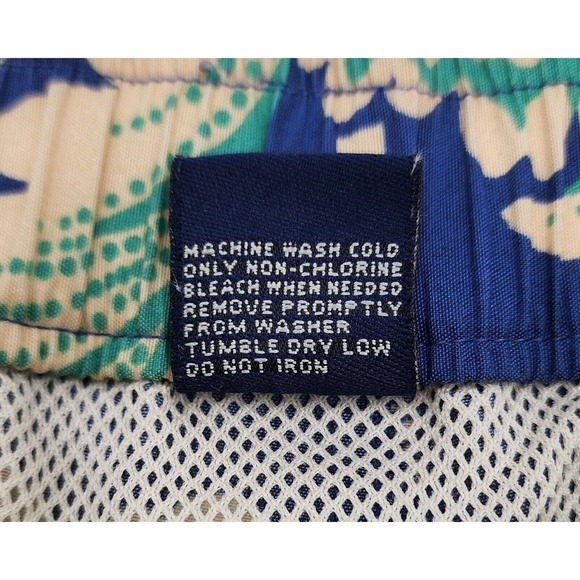 MACHINE WASH COLD
ONLY NON-CHLORINE
BLEACH WHEN NEEDED
REMOVE PROMPTLY
FROM WASHER
TUMBLE DRY LOW
DO NOT IRON